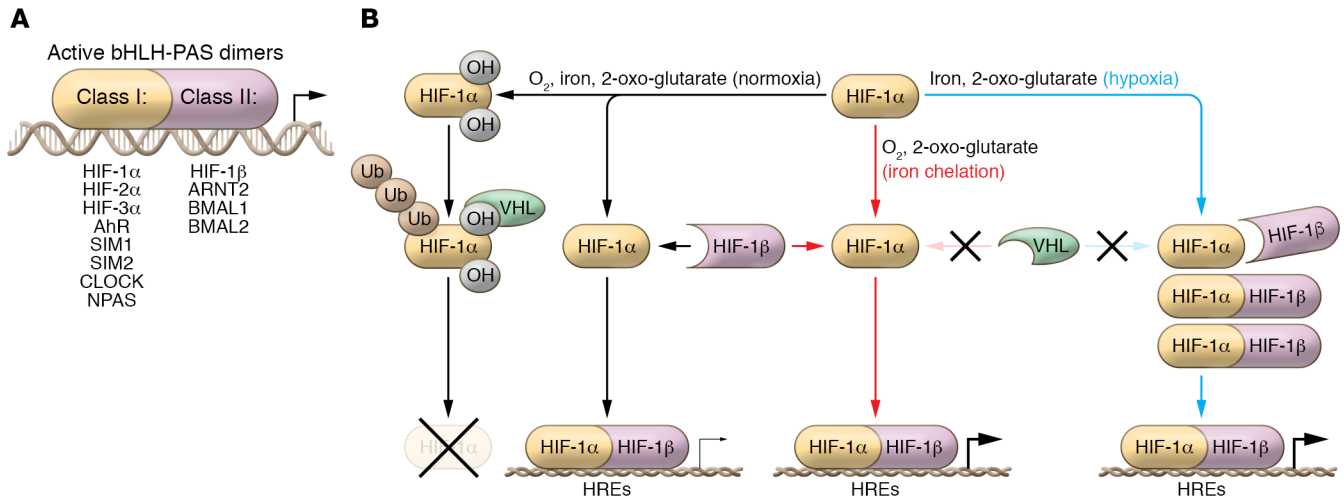 A
Active bHLH-PAS dimers
Class I:
Class II:
HIF-1α
HIF-2α
HIF-3α
AhR
SIM1
SIM2
CLOCK
NPAS
HIF-1β
ARNT2
BMAL1
BMAL2
B
OH
HIF-1α
OH
O2, iron, 2-oxo-glutarate (normoxia)
HIF-1α
Iron, 2-oxo-glutarate (hypoxia)
O2, 2-oxo-glutarate
(iron chelation)
Ub
Ub
Ub
OH
VHL
HIF-1α
OH
HIF-1α
HIF-1β
HIF-1α
VHL
HIF-1α
HIF-1β
HIF-1α
HIF-1β
HIF-1α
HIF-1β
HIF-1α
HIF-1α
HIF-1β
HREs
HIF-1α
HIF-1β
HREs
HIF-1α
HIF-1β
HREs